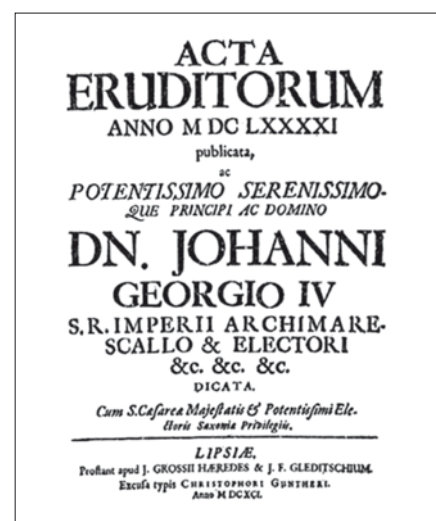 ACTA
ERUDITORUM
ANNO M DC LXXXXI
publicata,
ac
POTENTISSIMO SERENISSIMO-
QUE PRINCIPI AC DOMINO
DN. JOHANNI
GEORGIO IV
S.R. IMPERII ARCHIMARE-
SCALLO & ELECTORI
&c. &c. &c.
DICATA.
Cum S.Cæsareæ Majestatis & Potentissimi Ele-
ctoris Saxoniæ Privilegiis.
LIPSIÆ,
Prostant apud J. GROSSII HÆREDES & J. F. GLEDITSCHIUM.
Excusa typis CHRISTOPHORI GUNTHERI.
Anno M DCXCI.